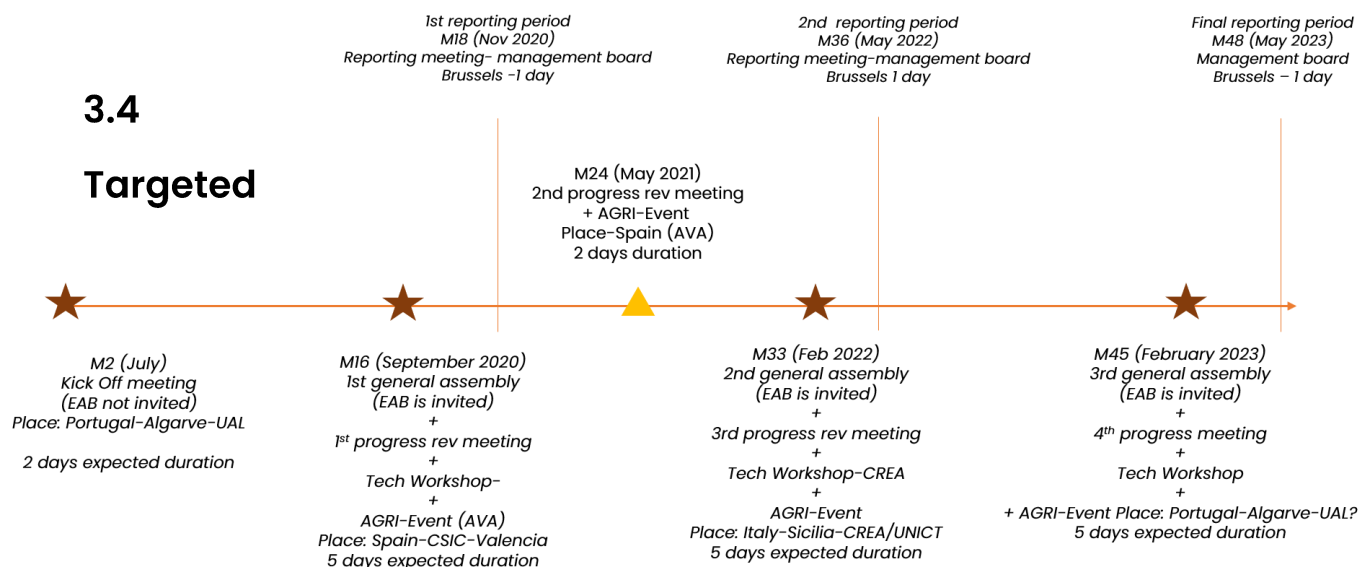 1st reporting period
M18 (Nov 2020)
Reporting meeting- management board
Brussels -1 day
2nd  reporting period
M36 (May 2022)
Reporting meeting-management board
Brussels 1 day
Final reporting period
M48 (May 2023)
Management board
Brussels – 1 day
3.4
Targeted
M24 (May 2021)
2nd progress rev meeting
+ AGRI-Event
Place-Spain (AVA)
2 days duration
M2 (July)
Kick Off meeting
(EAB not invited)
Place: Portugal-Algarve-UAL
2 days expected duration
M16 (September 2020)
1st general assembly
(EAB is invited)
+
1st progress rev meeting
+
Tech Workshop-
+
AGRI-Event (AVA)
Place: Spain-CSIC-Valencia
5 days expected duration
M33 (Feb 2022)
2nd general assembly
(EAB is invited)
+
3rd progress rev meeting
+
Tech Workshop-CREA
+
AGRI-Event
Place: Italy-Sicilia-CREA/UNICT
5 days expected duration
M45 (February 2023)
3rd general assembly
(EAB is invited)
+
4th progress meeting
+
Tech Workshop
+
+ AGRI-Event Place: Portugal-Algarve-UAL?
5 days expected duration